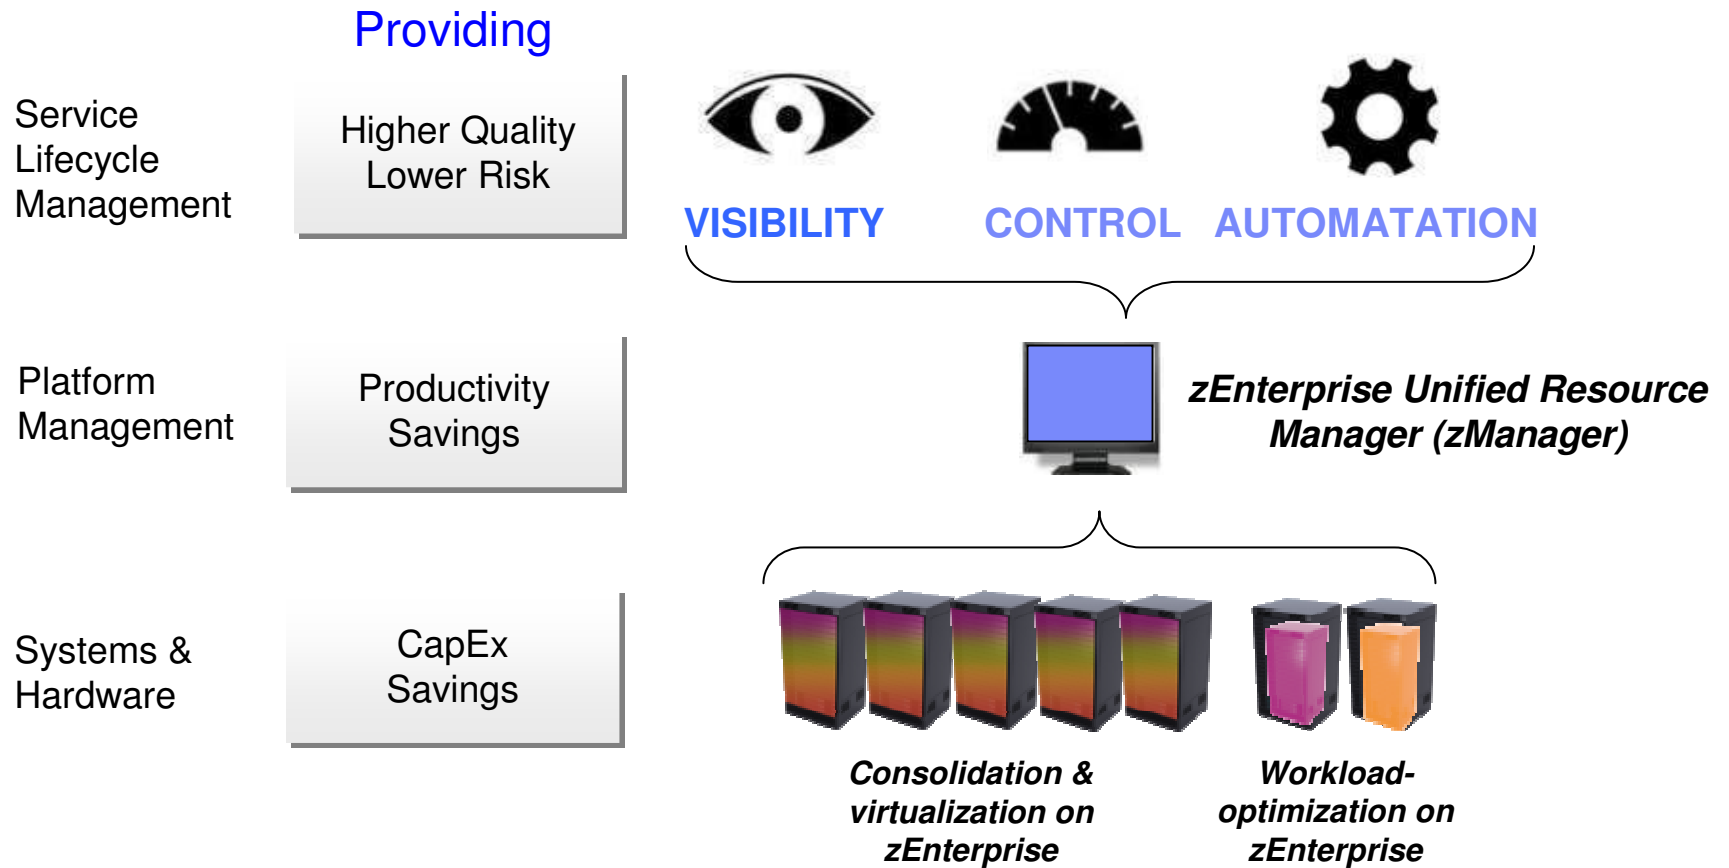 Providing
Service
Lifecycle
Management
Higher Quality
Lower Risk
VISIBILITY
CONTROL
AUTOMATATION
Platform
Management
Productivity
Savings
zEnterprise Unified Resource
Manager (zManager)
Systems &
Hardware
CapEx
Savings
Consolidation &
virtualization on
zEnterprise
Workload-
optimization on
zEnterprise